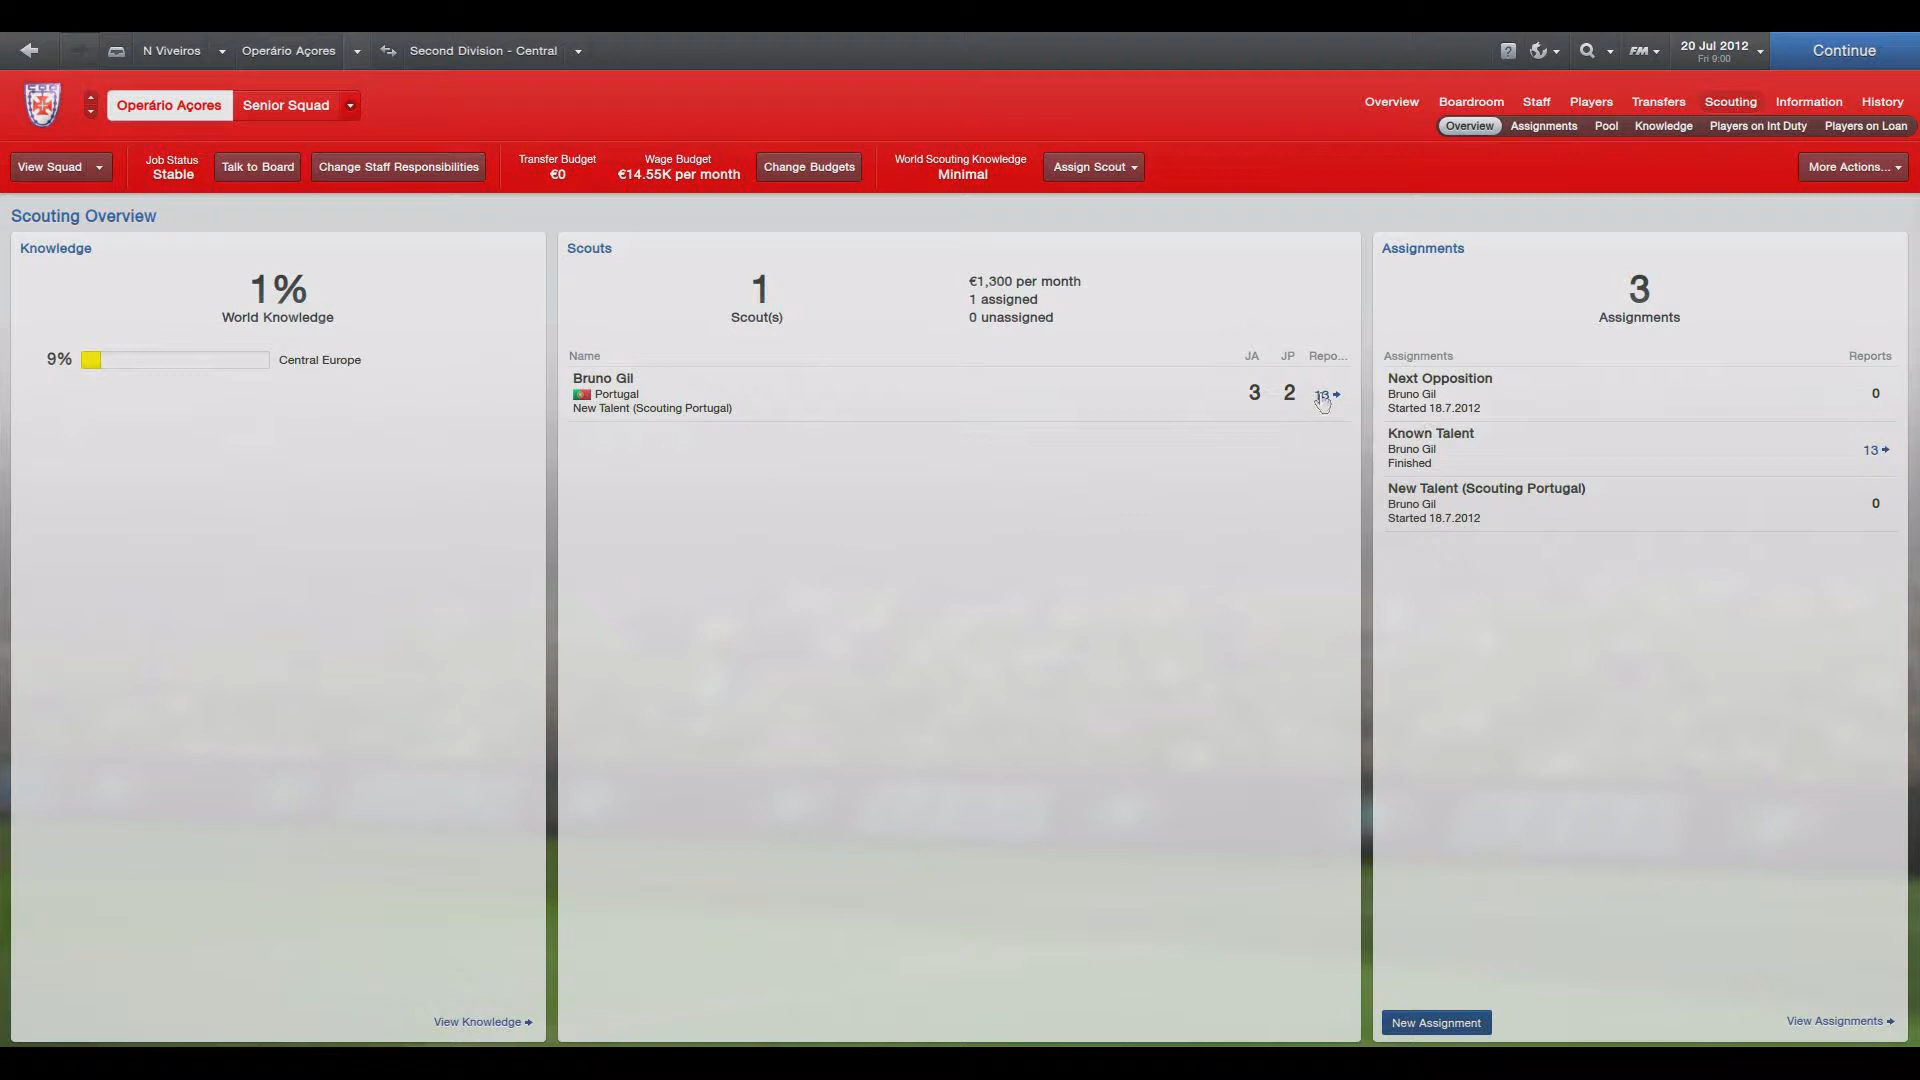 N Viveiros
Operário Açores
Second Division - Central
?
FM
20 Jul 2012
Fri 9:00
Continue
Operário Açores
Senior Squad
Overview
Boardroom
Staff
Players
Transfers
Scouting
Information
History
Overview
Assignments
Pool
Knowledge
Players on Int Duty
Players on Loan
View Squad
Job Status
Stable
Talk to Board
Change Staff Responsibilities
Transfer Budget
€0
Wage Budget
€14.55K per month
Change Budgets
World Scouting Knowledge
Minimal
Assign Scout
More Actions...
Scouting Overview
Knowledge
1%
World Knowledge
9%
Central Europe
View Knowledge
Scouts
1
Scout(s)
€1,300 per month
1 assigned
0 unassigned
Name
JA
JP
Repo...
Bruno Gil
Portugal
New Talent (Scouting Portugal)
3
2
13
Assignments
3
Assignments
Assignments
Reports
Next Opposition
Bruno Gil
Started 18.7.2012
0
Known Talent
Bruno Gil
Finished
13
New Talent (Scouting Portugal)
Bruno Gil
Started 18.7.2012
0
New Assignment
View Assignments